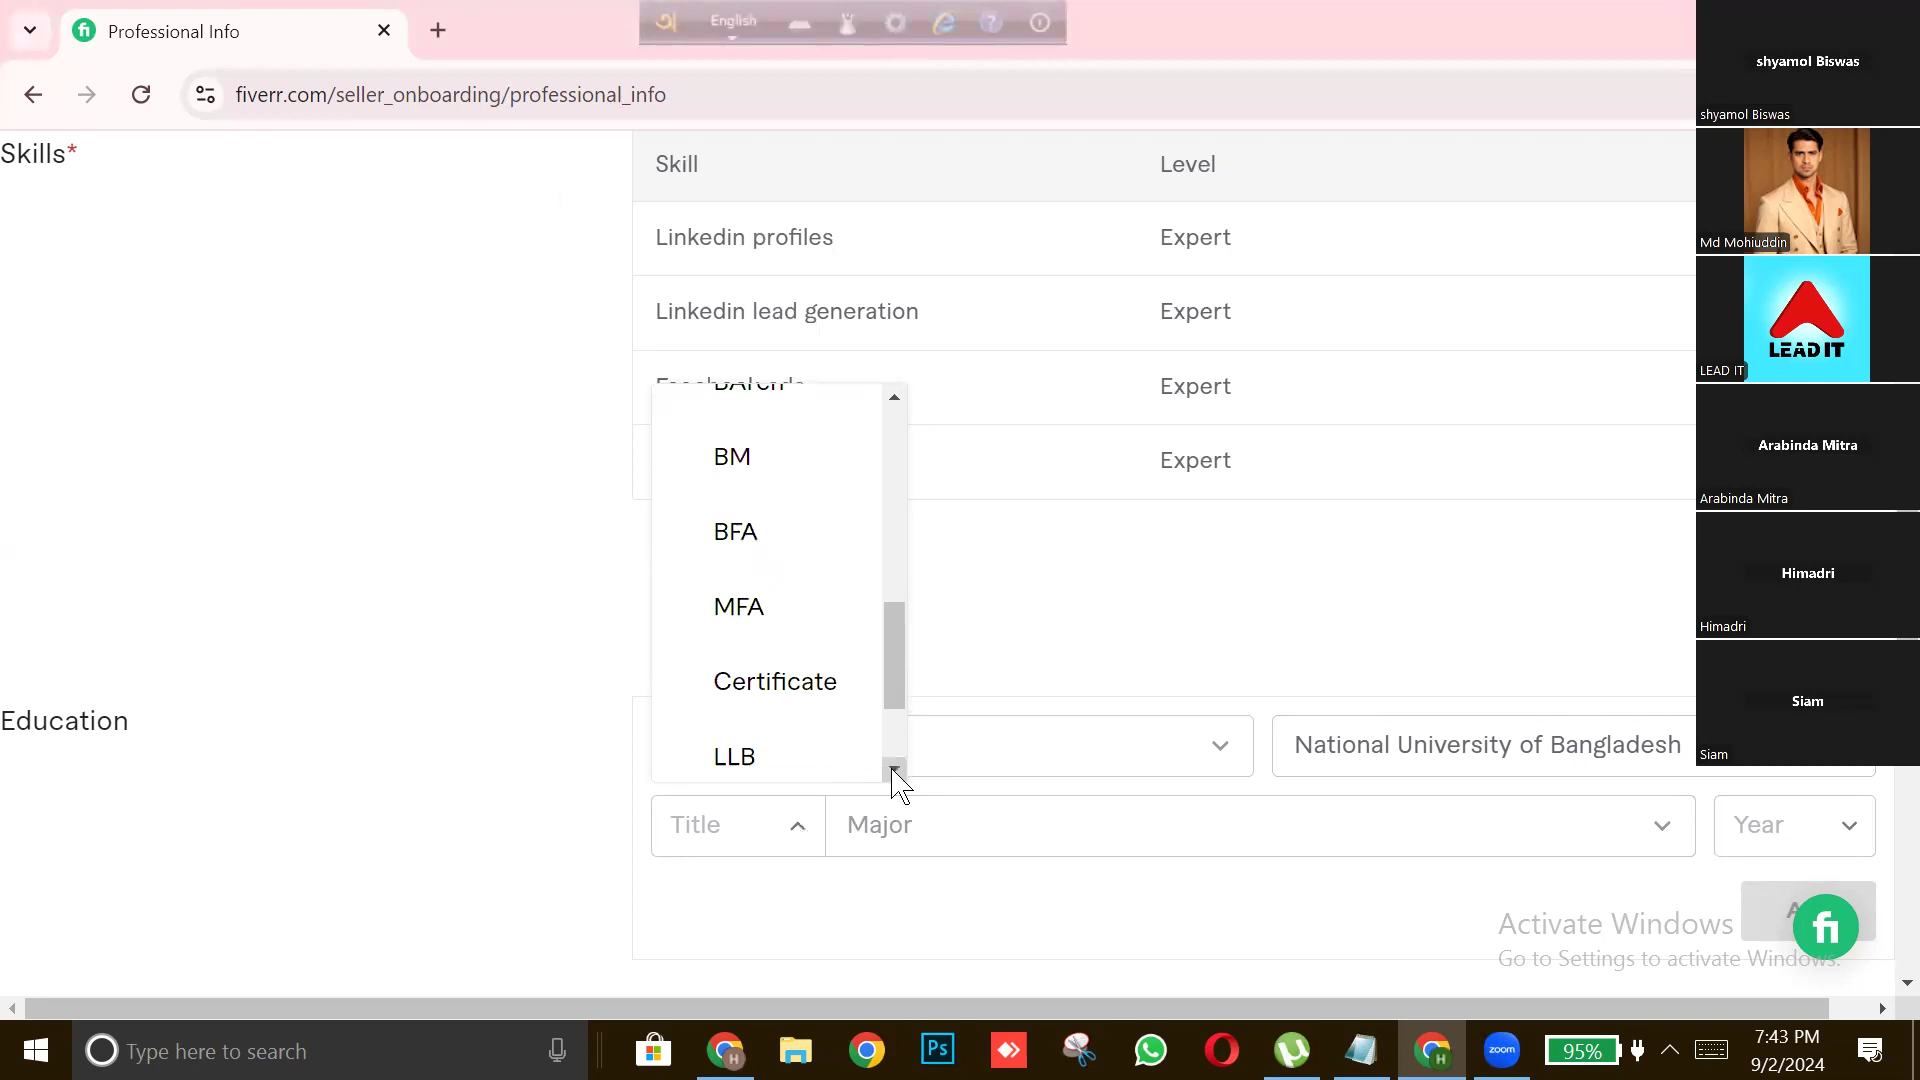 Professional Info
English
fiverr.com/seller_onboarding/professional_info
Skills*
Skill
Level
Linkedin profiles
Expert
Linkedin lead generation
Expert
Expert
Expert
BArch
BM
BFA
MFA
Certificate
LLB
Education
National University of Bangladesh
Title
Major
Year
Activate Windows
Go to Settings to activate Windows.
shyamol Biswas
shyamol Biswas
Md Mohiuddin
LEAD IT
LEAD IT
Arabinda Mitra
Arabinda Mitra
Himadri
Himadri
Siam
Siam
Type here to search
Ps
zoom
95%
7:43 PM
9/2/2024